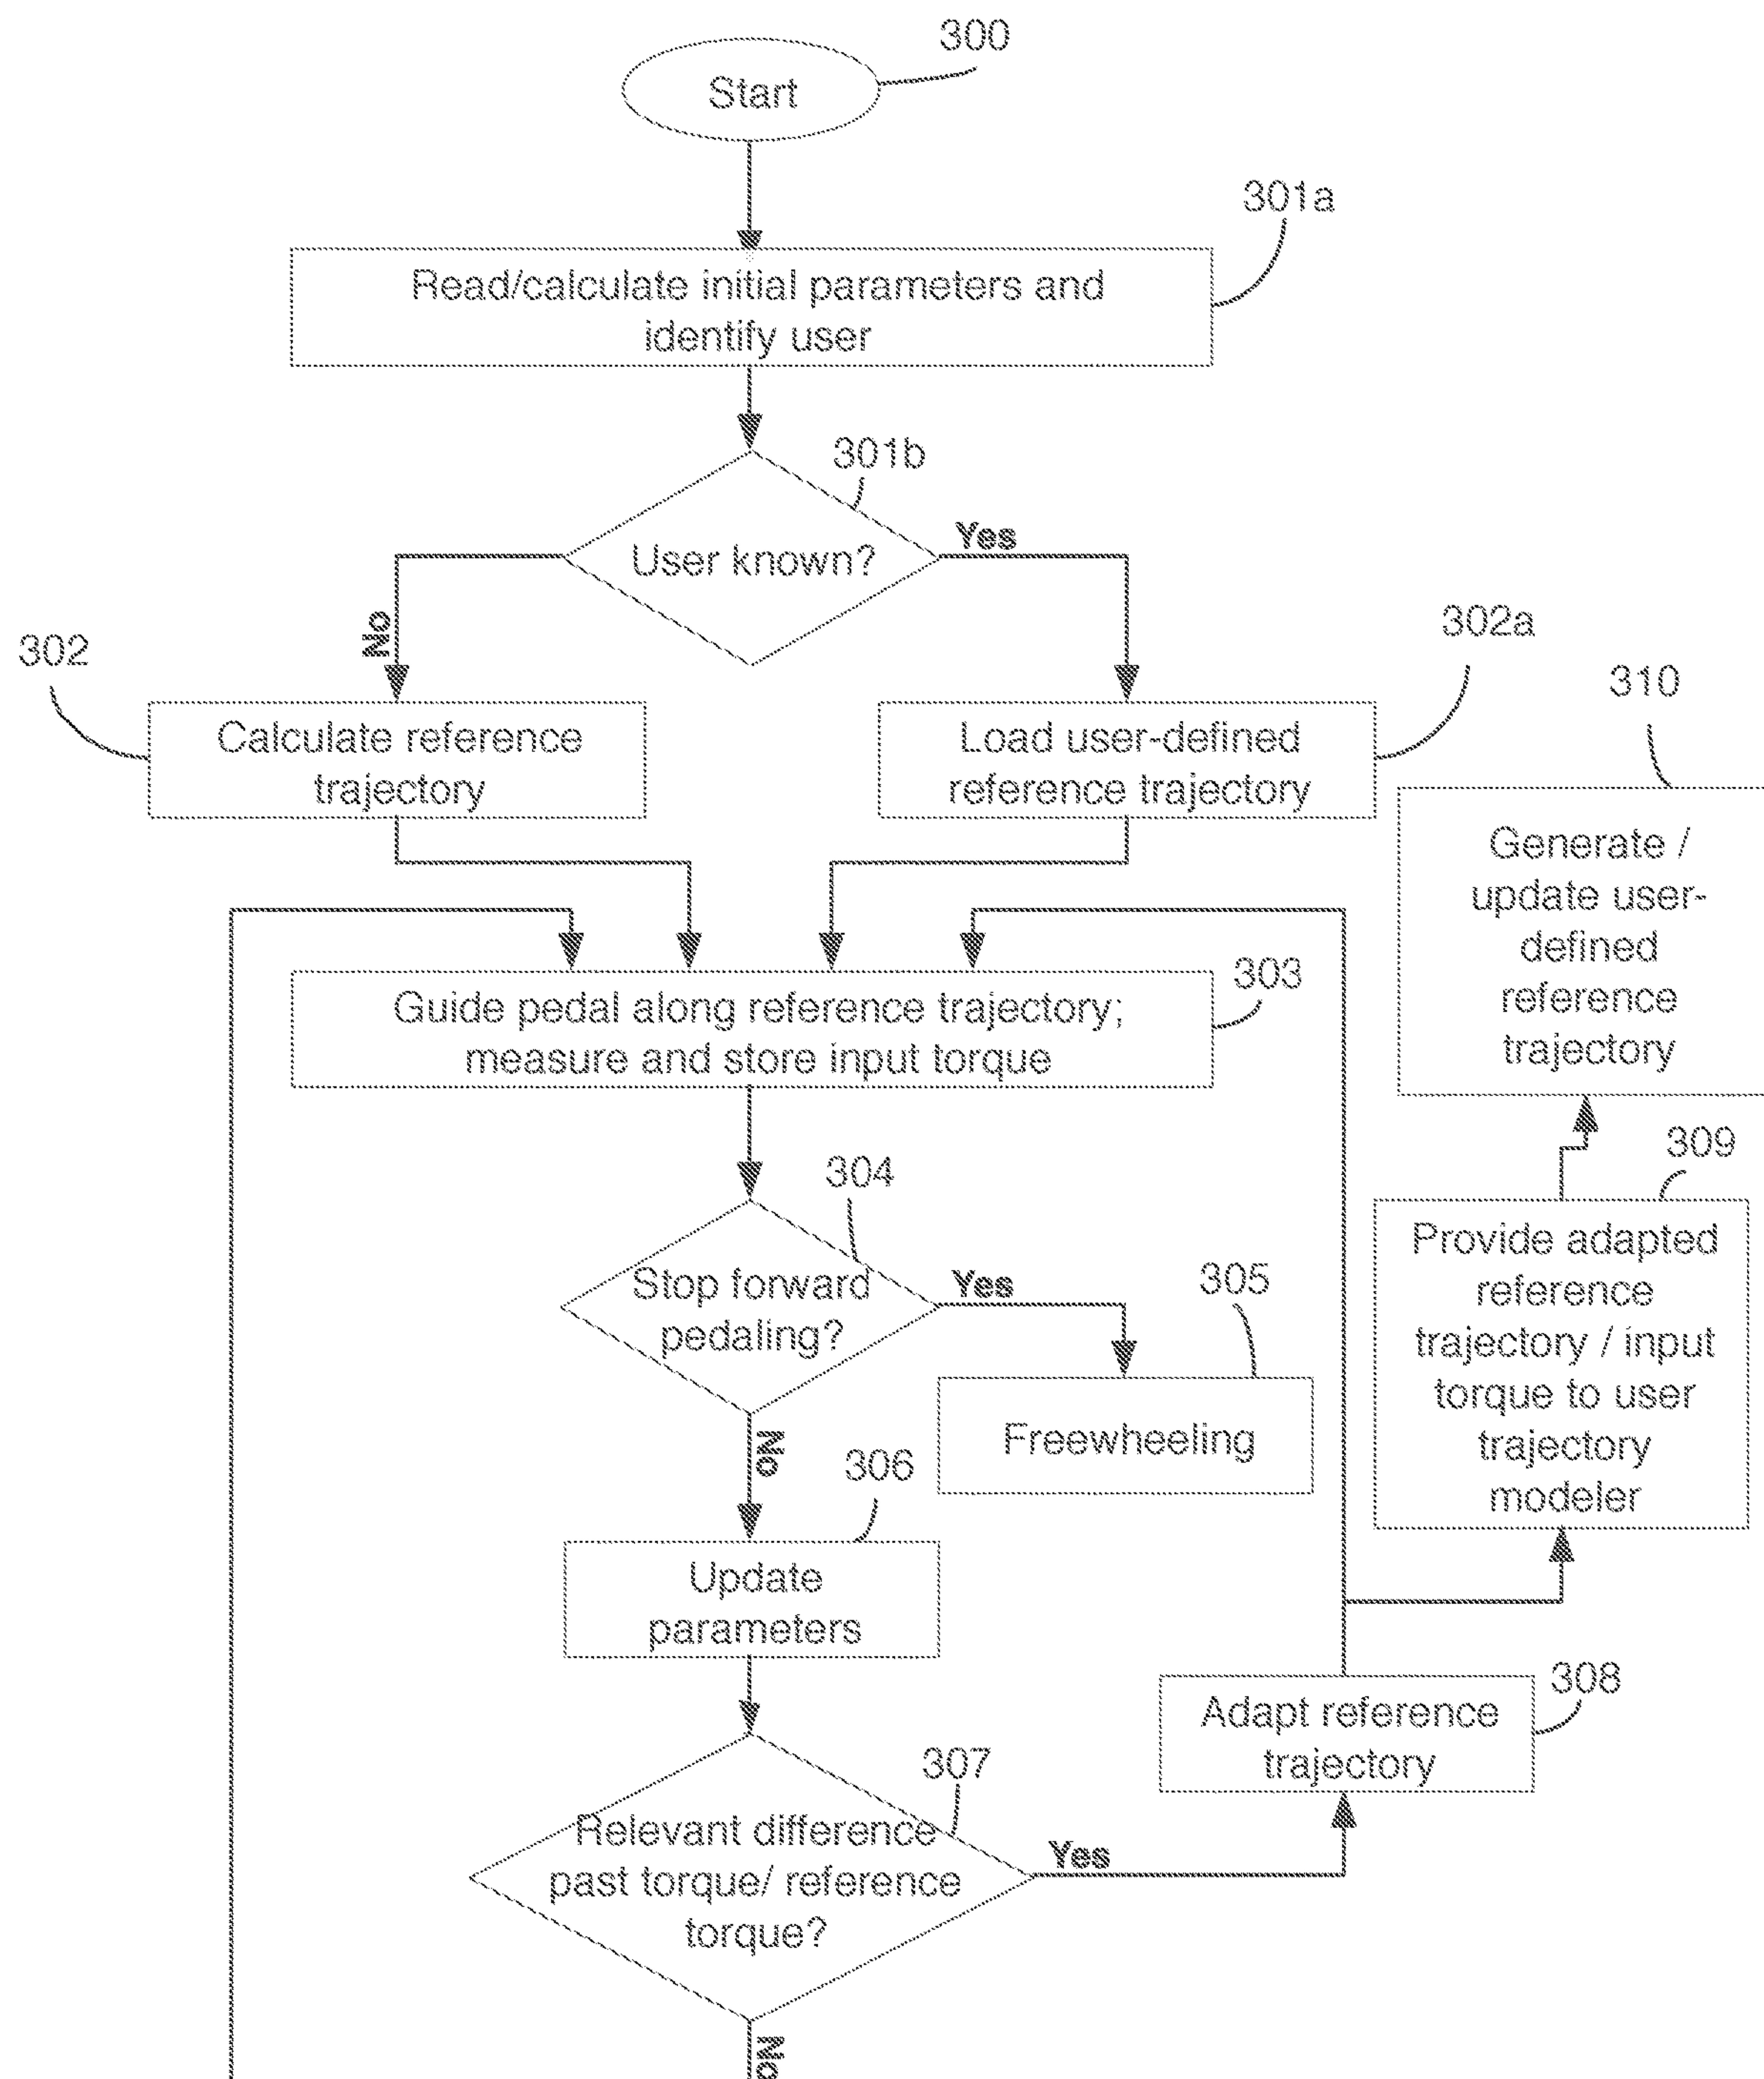 300
Start
301a
Read/calculate initial parameters and
identify user
301b
User known?
Yes
No
302
302a
Calculate reference
trajectory
Load user-defined
reference trajectory
310
Generate /
update user-
defined
reference
trajectory
303
Guide pedal along reference trajectory;
measure and store input torque
304
Stop forward
pedaling?
Yes
305
Freewheeling
309
Provide adapted
reference
trajectory / input
torque to user
trajectory
modeler
No
306
Update
parameters
308
Adapt reference
trajectory
307
Relevant difference
past torque/ reference
torque?
Yes
No